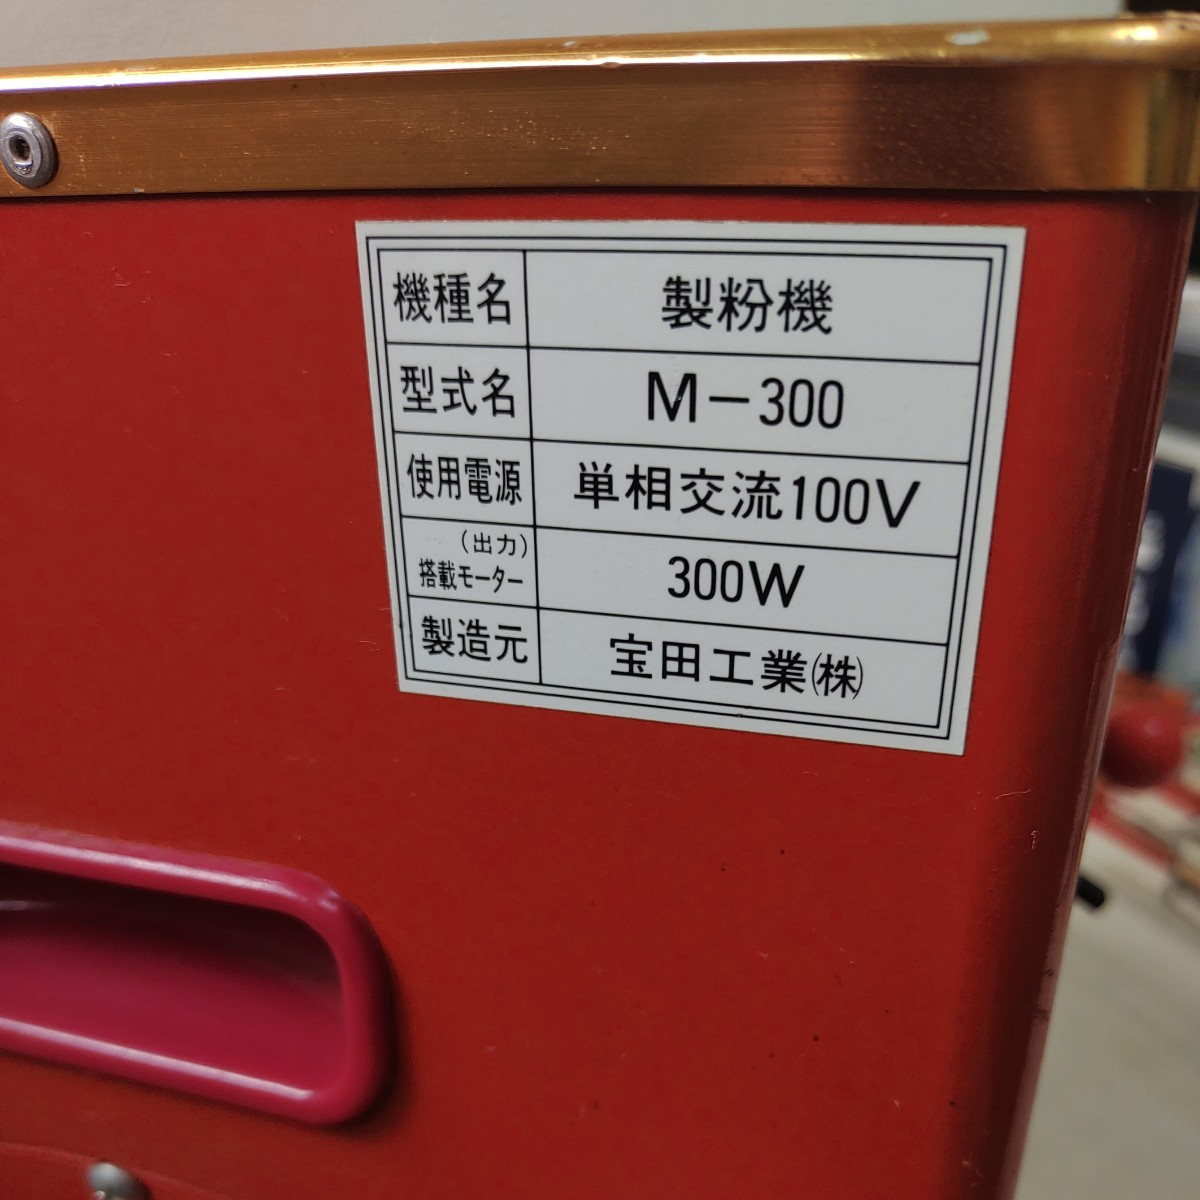 機種名 製粉機
型式名 M－300
使用電源 単相交流100V
(出力)
搭載モーター 300W
製造元 宝田工業㈱